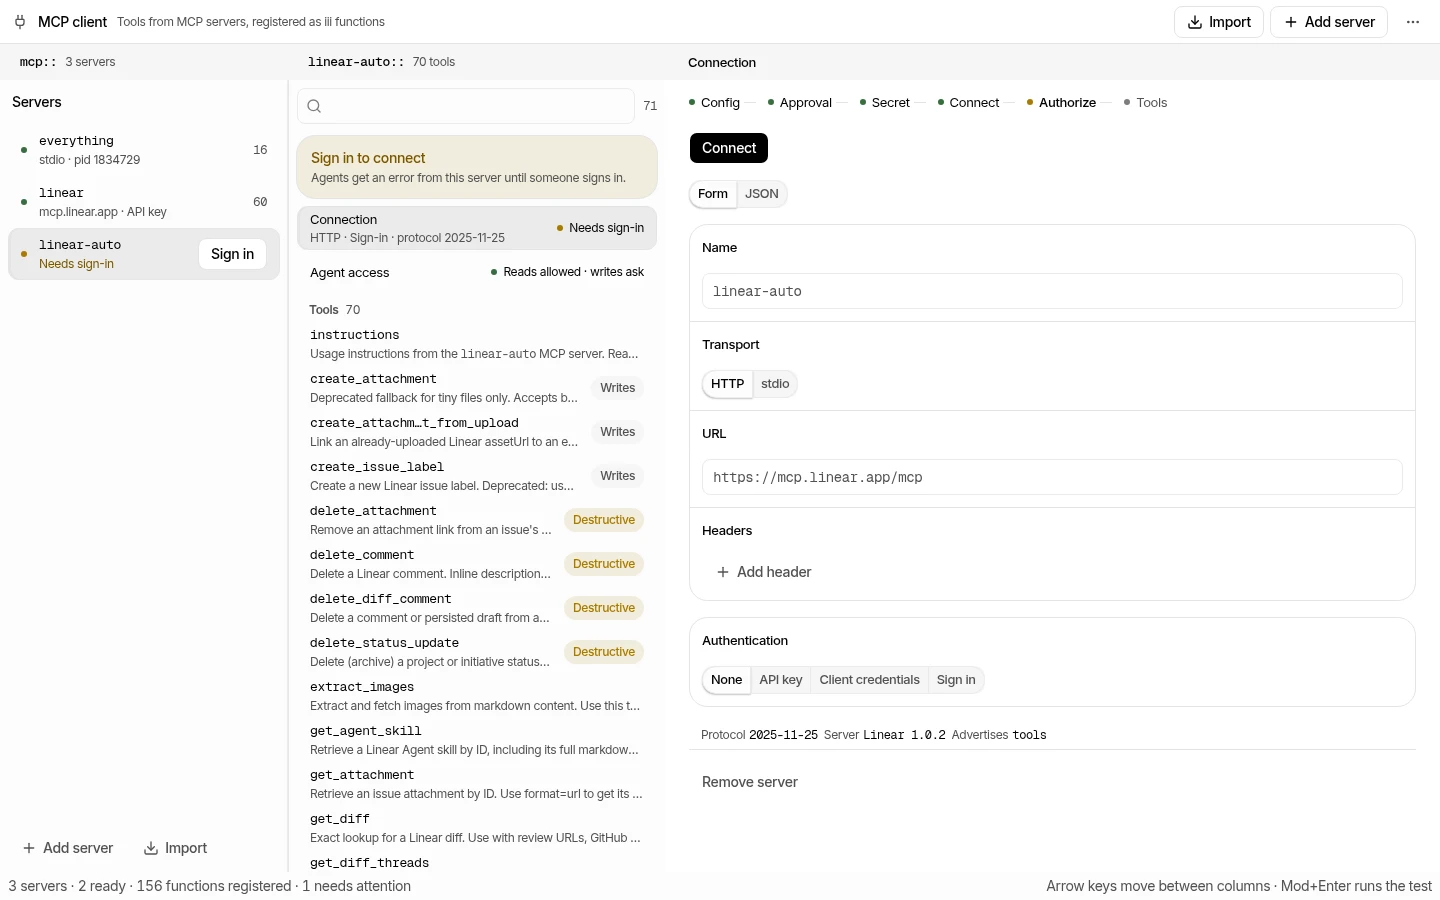 MCP client Tools from MCP servers, registered as iii functions
Import
Add server
mcp:: 3 servers
linear-auto:: 70 tools
Connection
Servers
everything
stdio · pid 1834729
16
linear
mcp.linear.app · API key
60
linear-auto
Needs sign-in
Sign in
Add server
Import
71
Sign in to connect
Agents get an error from this server until someone signs in.
Connection
HTTP · Sign-in · protocol 2025-11-25
Needs sign-in
Agent access
Reads allowed · writes ask
Tools 70
instructions
Usage instructions from the linear-auto MCP server. Rea...
create_attachment
Deprecated fallback for tiny files only. Accepts b...
Writes
create_attachm…t_from_upload
Link an already-uploaded Linear assetUrl to an e...
Writes
create_issue_label
Create a new Linear issue label. Deprecated: us...
Writes
delete_attachment
Remove an attachment link from an issue's ...
Destructive
delete_comment
Delete a Linear comment. Inline description...
Destructive
delete_diff_comment
Delete a comment or persisted draft from a...
Destructive
delete_status_update
Delete (archive) a project or initiative status...
Destructive
extract_images
Extract and fetch images from markdown content. Use this t...
get_agent_skill
Retrieve a Linear Agent skill by ID, including its full markdow...
get_attachment
Retrieve an issue attachment by ID. Use format=url to get its ...
get_diff
Exact lookup for a Linear diff. Use with review URLs, GitHub ...
get_diff_threads
Config
Approval
Secret
Connect
Authorize
Tools
Connect
Form JSON
Name
linear-auto
Transport
HTTP stdio
URL
https://mcp.linear.app/mcp
Headers
Add header
Authentication
None API key Client credentials Sign in
Protocol 2025-11-25 Server Linear 1.0.2 Advertises tools
Remove server
3 servers · 2 ready · 156 functions registered · 1 needs attention
Arrow keys move between columns · Mod+Enter runs the test